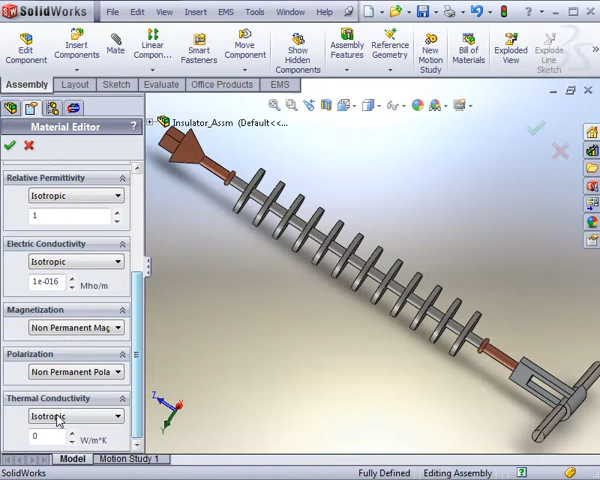 SolidWorks File Edit View Insert EMS Tools Window Help
Edit Component
Insert Components
Mate
Linear Compon...
Smart Fasteners
Move Component
Show Hidden Components
Assembly Features
Reference Geometry
New Motion Study
Bill of Materials
Exploded View
Explode Line Sketch
Assembly Layout Sketch Evaluate Office Products EMS
Material Editor ?
Insulator_Assm (Default<<...
Relative Permittivity
Isotropic
1
Electric Conductivity
Isotropic
1e-016 Mho/m
Magnetization
Non Permanent Mag
Polarization
Non Permanent Pola
Thermal Conductivity
Isotropic
0 W/m*K
Z X Y
Model Motion Study 1
SolidWorks Fully Defined Editing Assembly